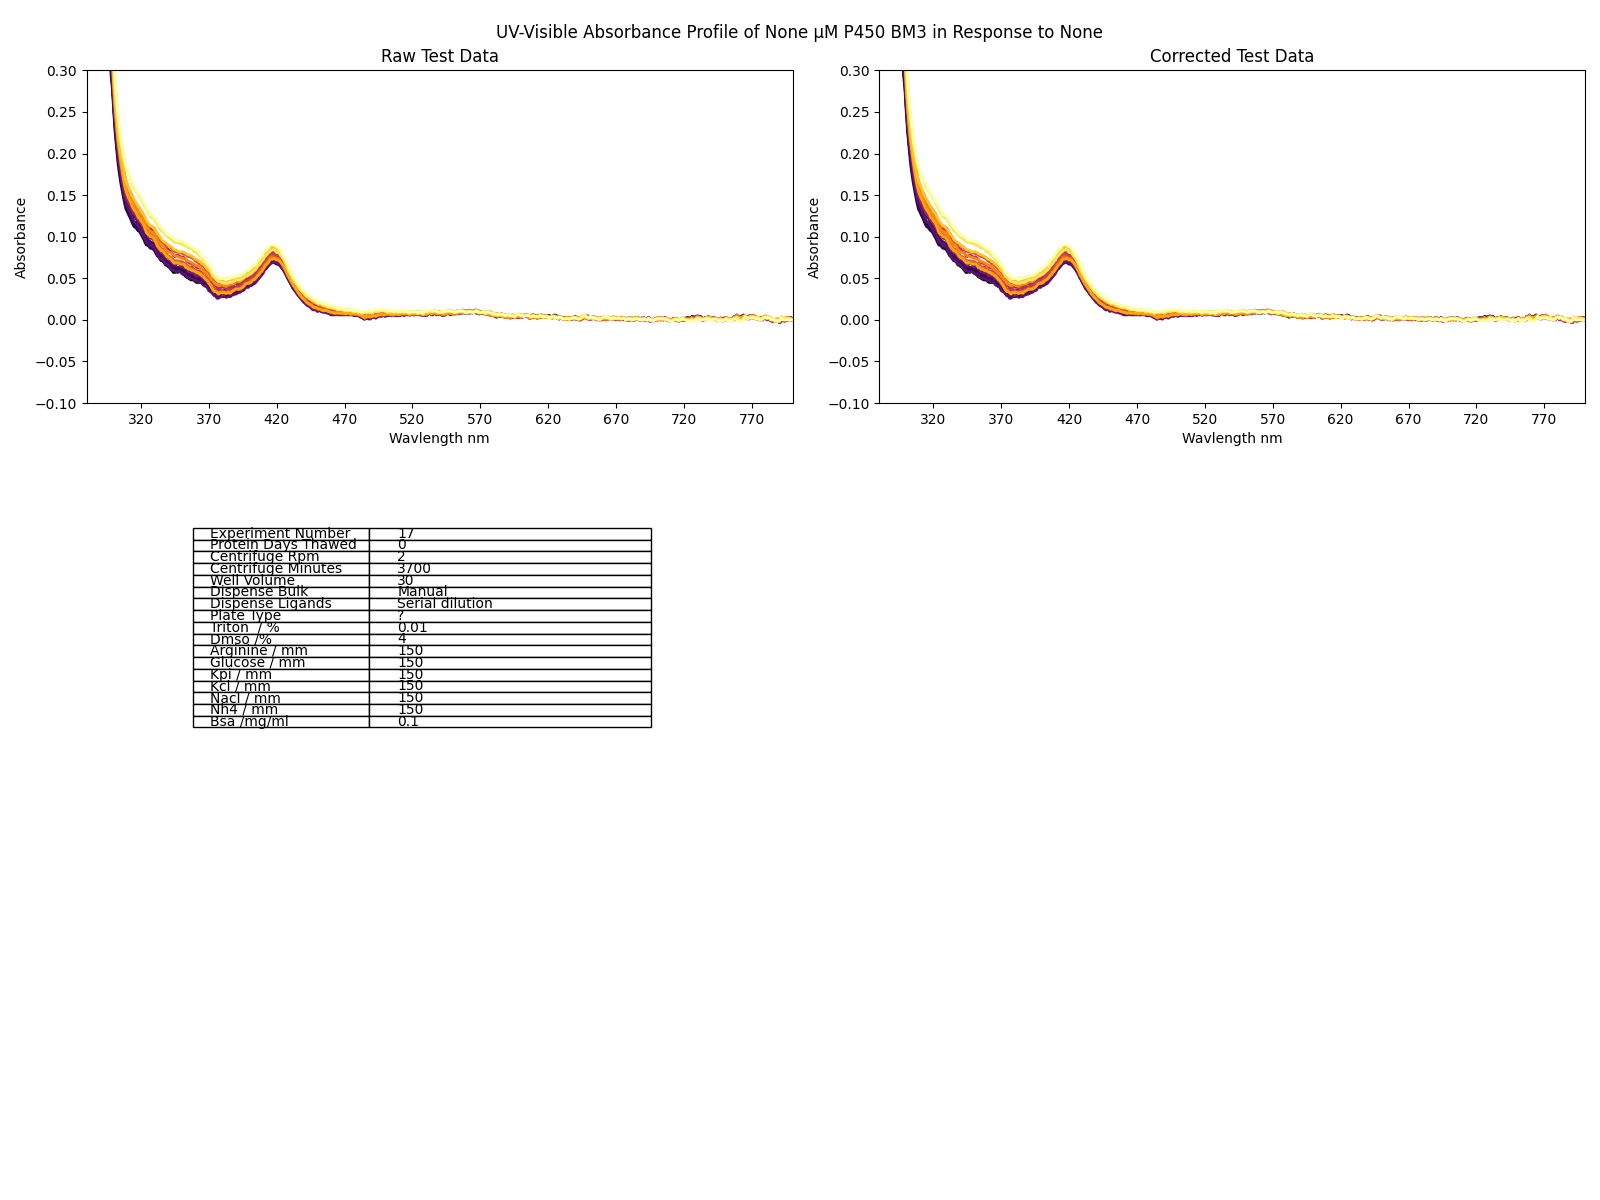 UV-Visible Absorbance Profile of None μM P450 BM3 in Response to None
Raw Test Data
0.30
0.25
0.20
0.15
0.10
0.05
0.00
−0.05
−0.10
Absorbance
320 370 420 470 520 570 620 670 720 770
Wavlength nm
Corrected Test Data
0.30
0.25
0.20
0.15
0.10
0.05
0.00
−0.05
−0.10
Absorbance
320 370 420 470 520 570 620 670 720 770
Wavlength nm
Experiment Number 17
Protein Days Thawed 0
Centrifuge Rpm 2
Centrifuge Minutes 3700
Well Volume 30
Dispense Bulk Manual
Dispense Ligands Serial dilution
Plate Type ?
Triton / % 0.01
Dmso /% 4
Arginine / mm 150
Glucose / mm 150
Kpi / mm 150
Kcl / mm 150
Nacl / mm 150
Nh4 / mm 150
Bsa /mg/ml 0.1